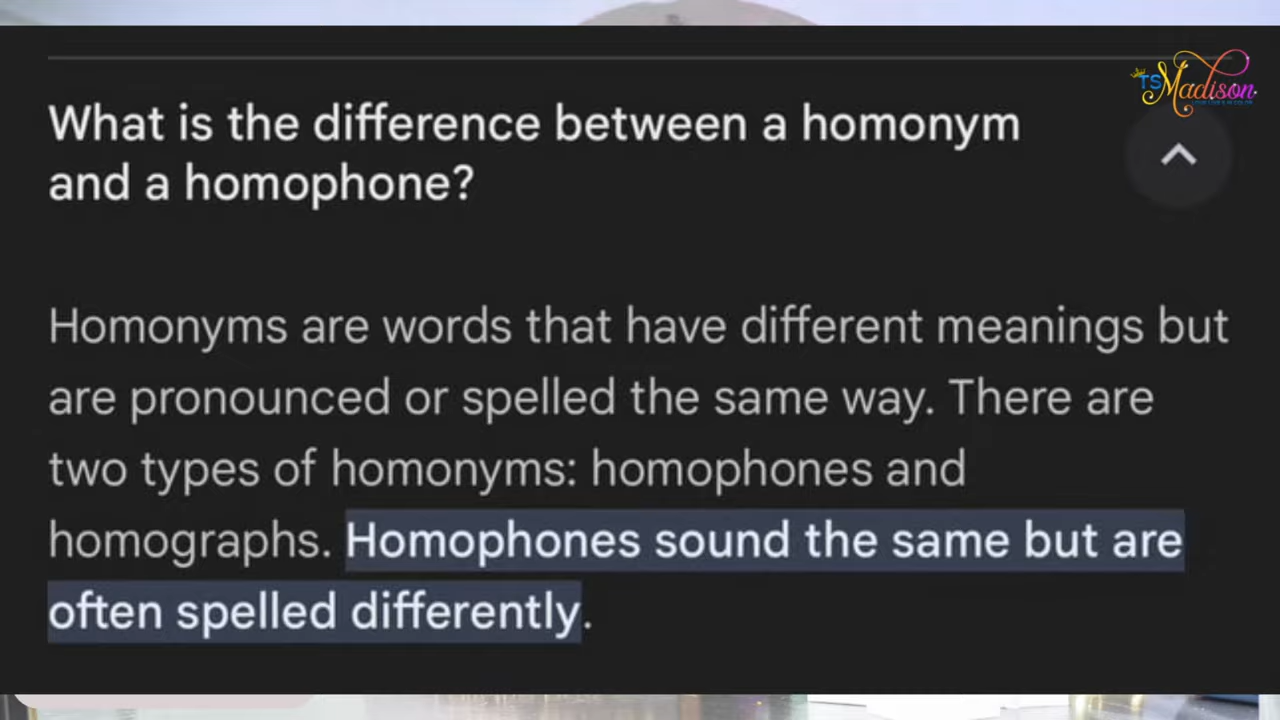 TS Madison
What is the difference between a homonym
and a homophone?
Homonyms are words that have different meanings but
are pronounced or spelled the same way. There are
two types of homonyms: homophones and
homographs. Homophones sound the same but are
often spelled differently.